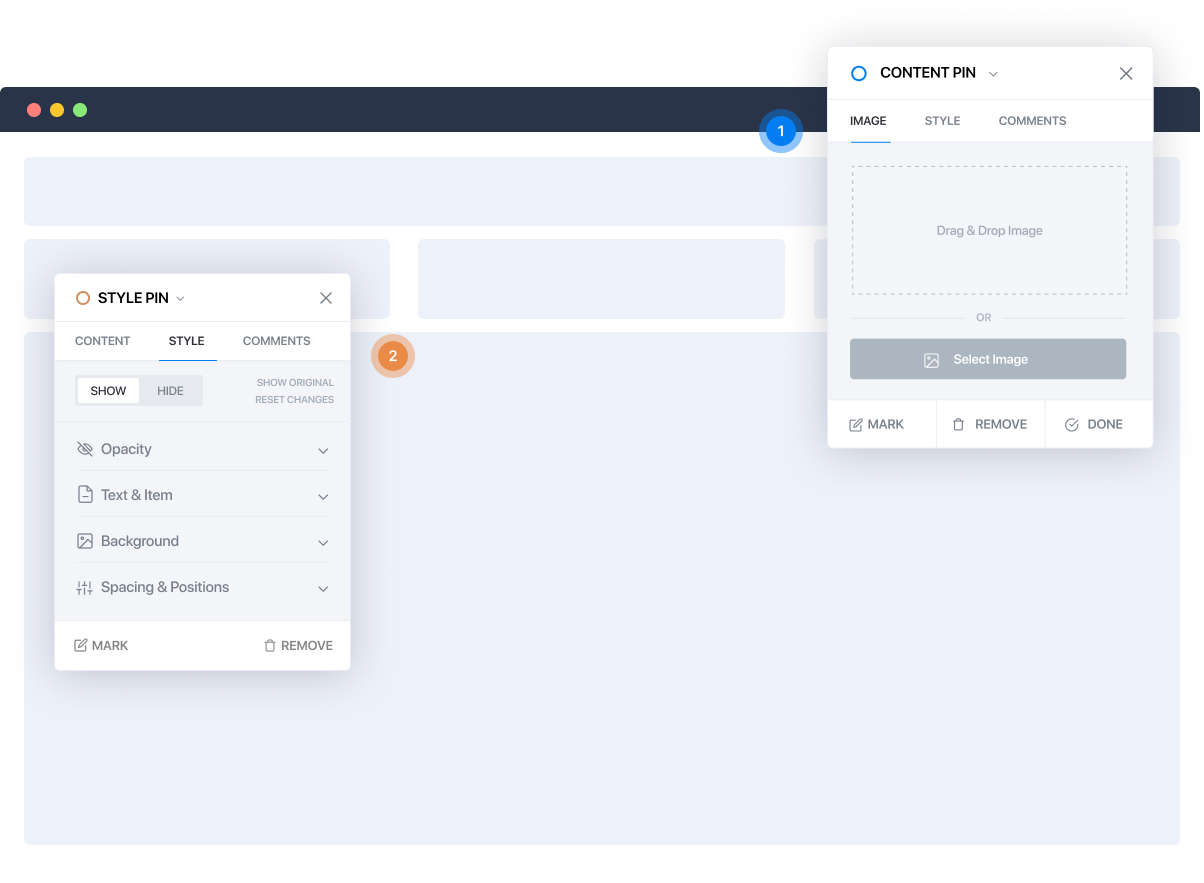 CONTENT PIN
IMAGE STYLE COMMENTS
1
Drag & Drop Image
OR
Select Image
MARK REMOVE DONE
STYLE PIN
CONTENT STYLE COMMENTS
2
SHOW HIDE
SHOW ORIGINAL
RESET CHANGES
Opacity
Text & Item
Background
Spacing & Positions
MARK REMOVE